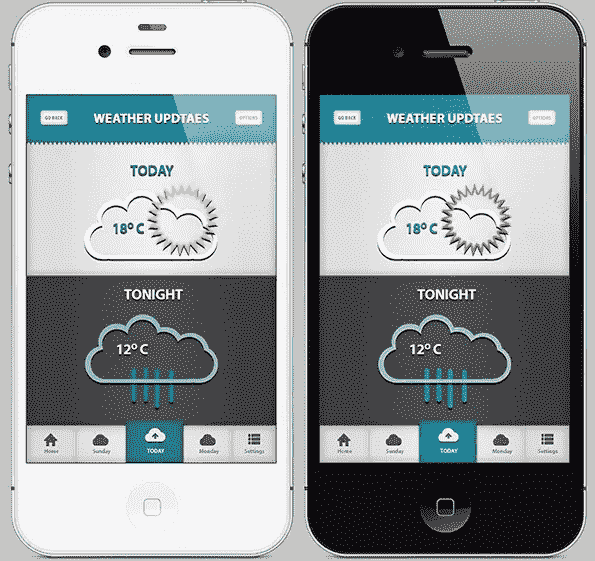 GO BACK
WEATHER UPDTAES
OPTIONS
TODAY
18º C
TONIGHT
12º C
Home
Sunday
TODAY
Monday
Settings
GO BACK
WEATHER UPDTAES
OPTIONS
TODAY
18º C
TONIGHT
12º C
Home
Sunday
TODAY
Monday
Settings